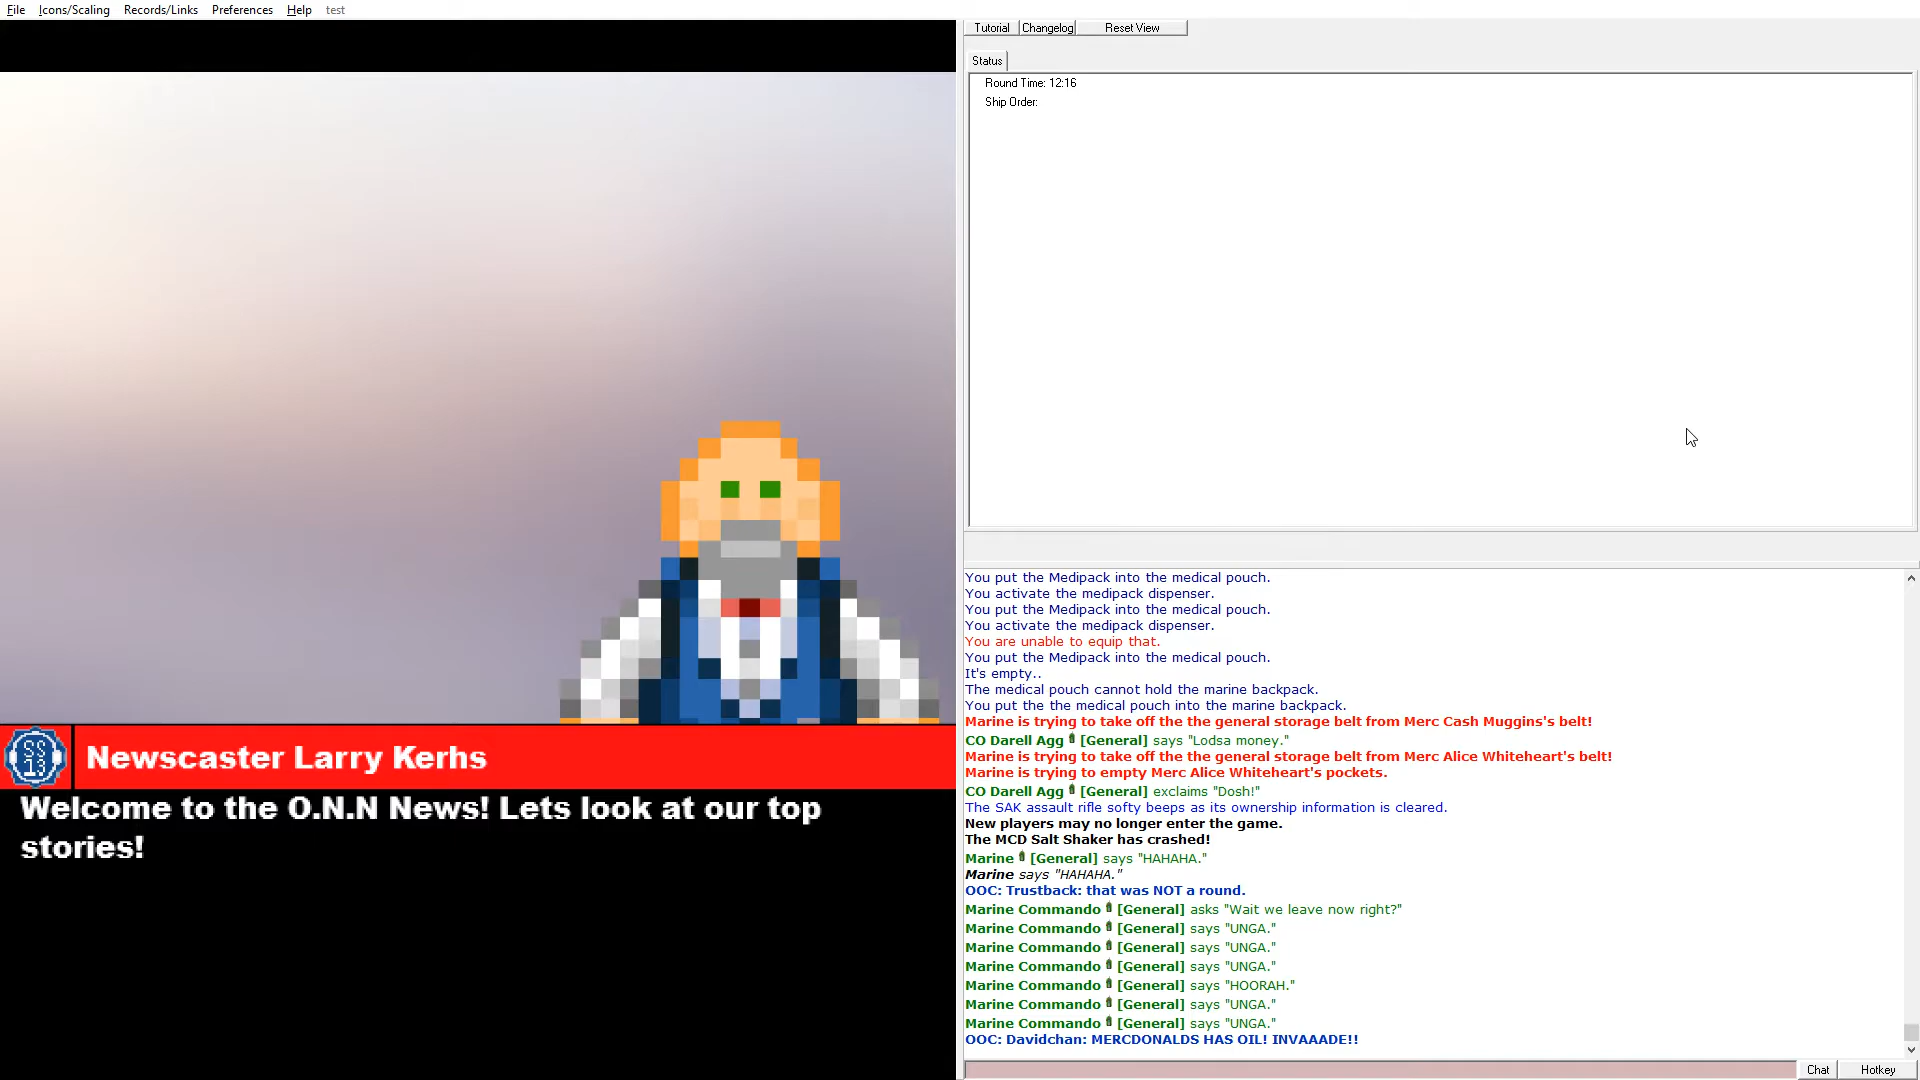 File Icons/Scaling Records/Links Preferences Help test
Tutorial Changelog Reset View
Status
Round Time: 12:16
Ship Order:
SS
13
Newscaster Larry Kerhs
Welcome to the O.N.N News! Lets look at our top
stories!
You put the Medipack into the medical pouch.
You activate the medipack dispenser.
You put the Medipack into the medical pouch.
You activate the medipack dispenser.
You are unable to equip that.
You put the Medipack into the medical pouch.
It's empty..
The medical pouch cannot hold the marine backpack.
You put the the medical pouch into the marine backpack.
Marine is trying to take off the the general storage belt from Merc Cash Muggins's belt!
CO Darell Agg [General] says "Lodsa money."
Marine is trying to take off the the general storage belt from Merc Alice Whiteheart's belt!
Marine is trying to empty Merc Alice Whiteheart's pockets.
CO Darell Agg [General] exclaims "Dosh!"
The SAK assault rifle softy beeps as its ownership information is cleared.
New players may no longer enter the game.
The MCD Salt Shaker has crashed!
Marine [General] says "HAHAHA."
Marine says "HAHAHA."
OOC: Trustback: that was NOT a round.
Marine Commando [General] asks "Wait we leave now right?"
Marine Commando [General] says "UNGA."
Marine Commando [General] says "UNGA."
Marine Commando [General] says "UNGA."
Marine Commando [General] says "HOORAH."
Marine Commando [General] says "UNGA."
Marine Commando [General] says "UNGA."
OOC: Davidchan: MERCDONALDS HAS OIL! INVAAADE!!
Chat Hotkey